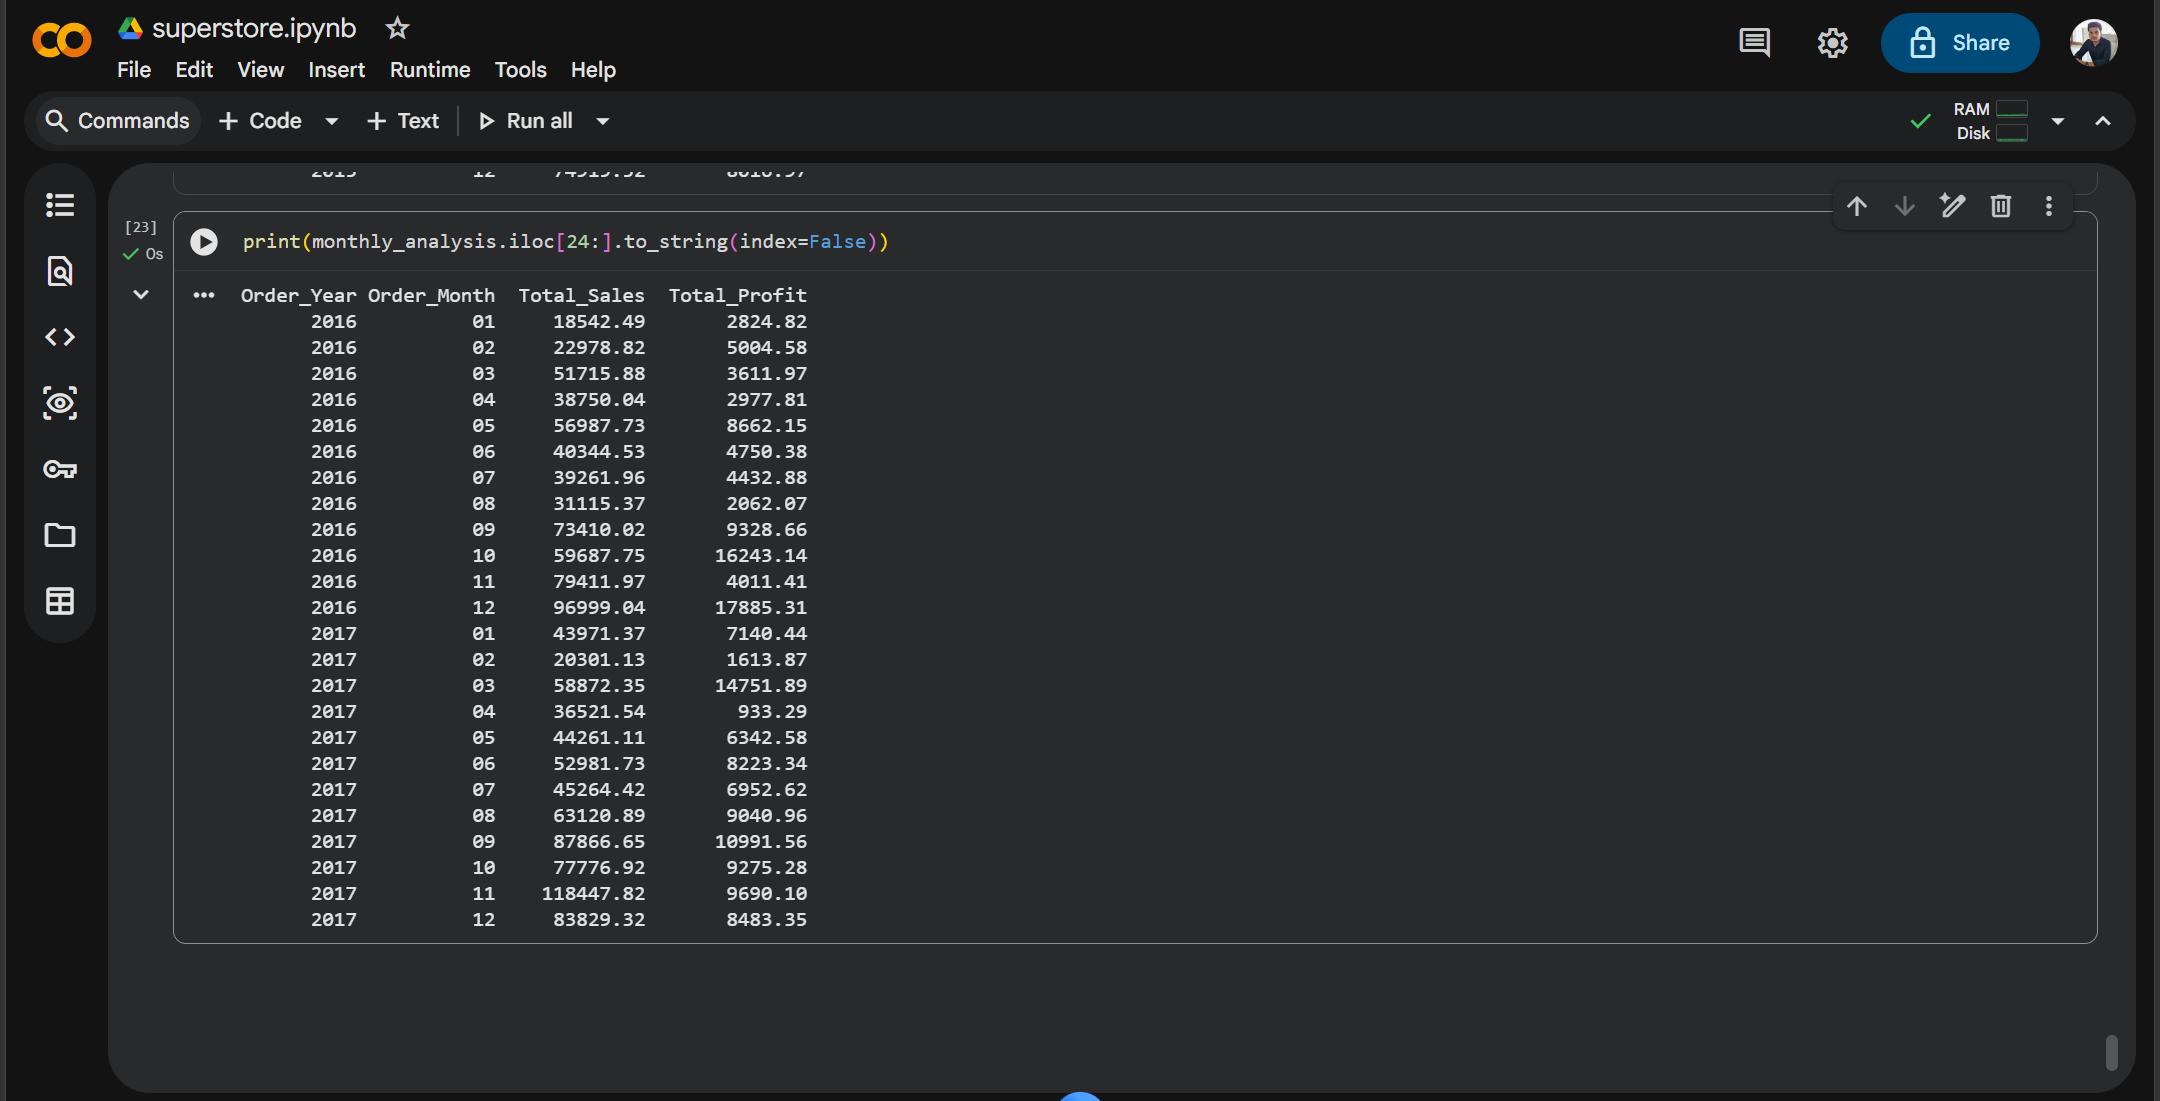 superstore.ipynb
File Edit View Insert Runtime Tools Help
Share
Commands + Code + Text Run all
RAM
Disk
[23]
0s
print(monthly_analysis.iloc[24:].to_string(index=False))
Order_Year Order_Month Total_Sales Total_Profit
2016 01 18542.49 2824.82
2016 02 22978.82 5004.58
2016 03 51715.88 3611.97
2016 04 38750.04 2977.81
2016 05 56987.73 8662.15
2016 06 40344.53 4750.38
2016 07 39261.96 4432.88
2016 08 31115.37 2062.07
2016 09 73410.02 9328.66
2016 10 59687.75 16243.14
2016 11 79411.97 4011.41
2016 12 96999.04 17885.31
2017 01 43971.37 7140.44
2017 02 20301.13 1613.87
2017 03 58872.35 14751.89
2017 04 36521.54 933.29
2017 05 44261.11 6342.58
2017 06 52981.73 8223.34
2017 07 45264.42 6952.62
2017 08 63120.89 9040.96
2017 09 87866.65 10991.56
2017 10 77776.92 9275.28
2017 11 118447.82 9690.10
2017 12 83829.32 8483.35